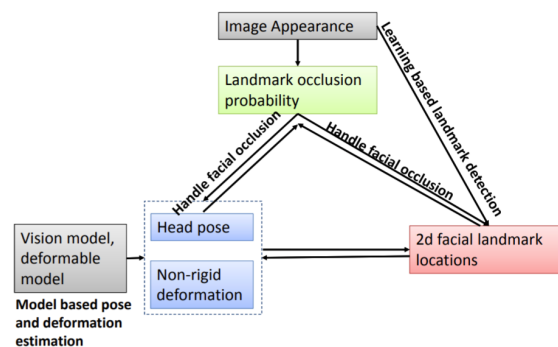 Image Appearance
Landmark occlusion
probability
Learning based landmark detection
Handle facial occlusion
Handle facial occlusion
Head pose
Non-rigid
deformation
Vision model,
deformable
model
2d facial landmark
locations
Model based pose
and deformation
estimation